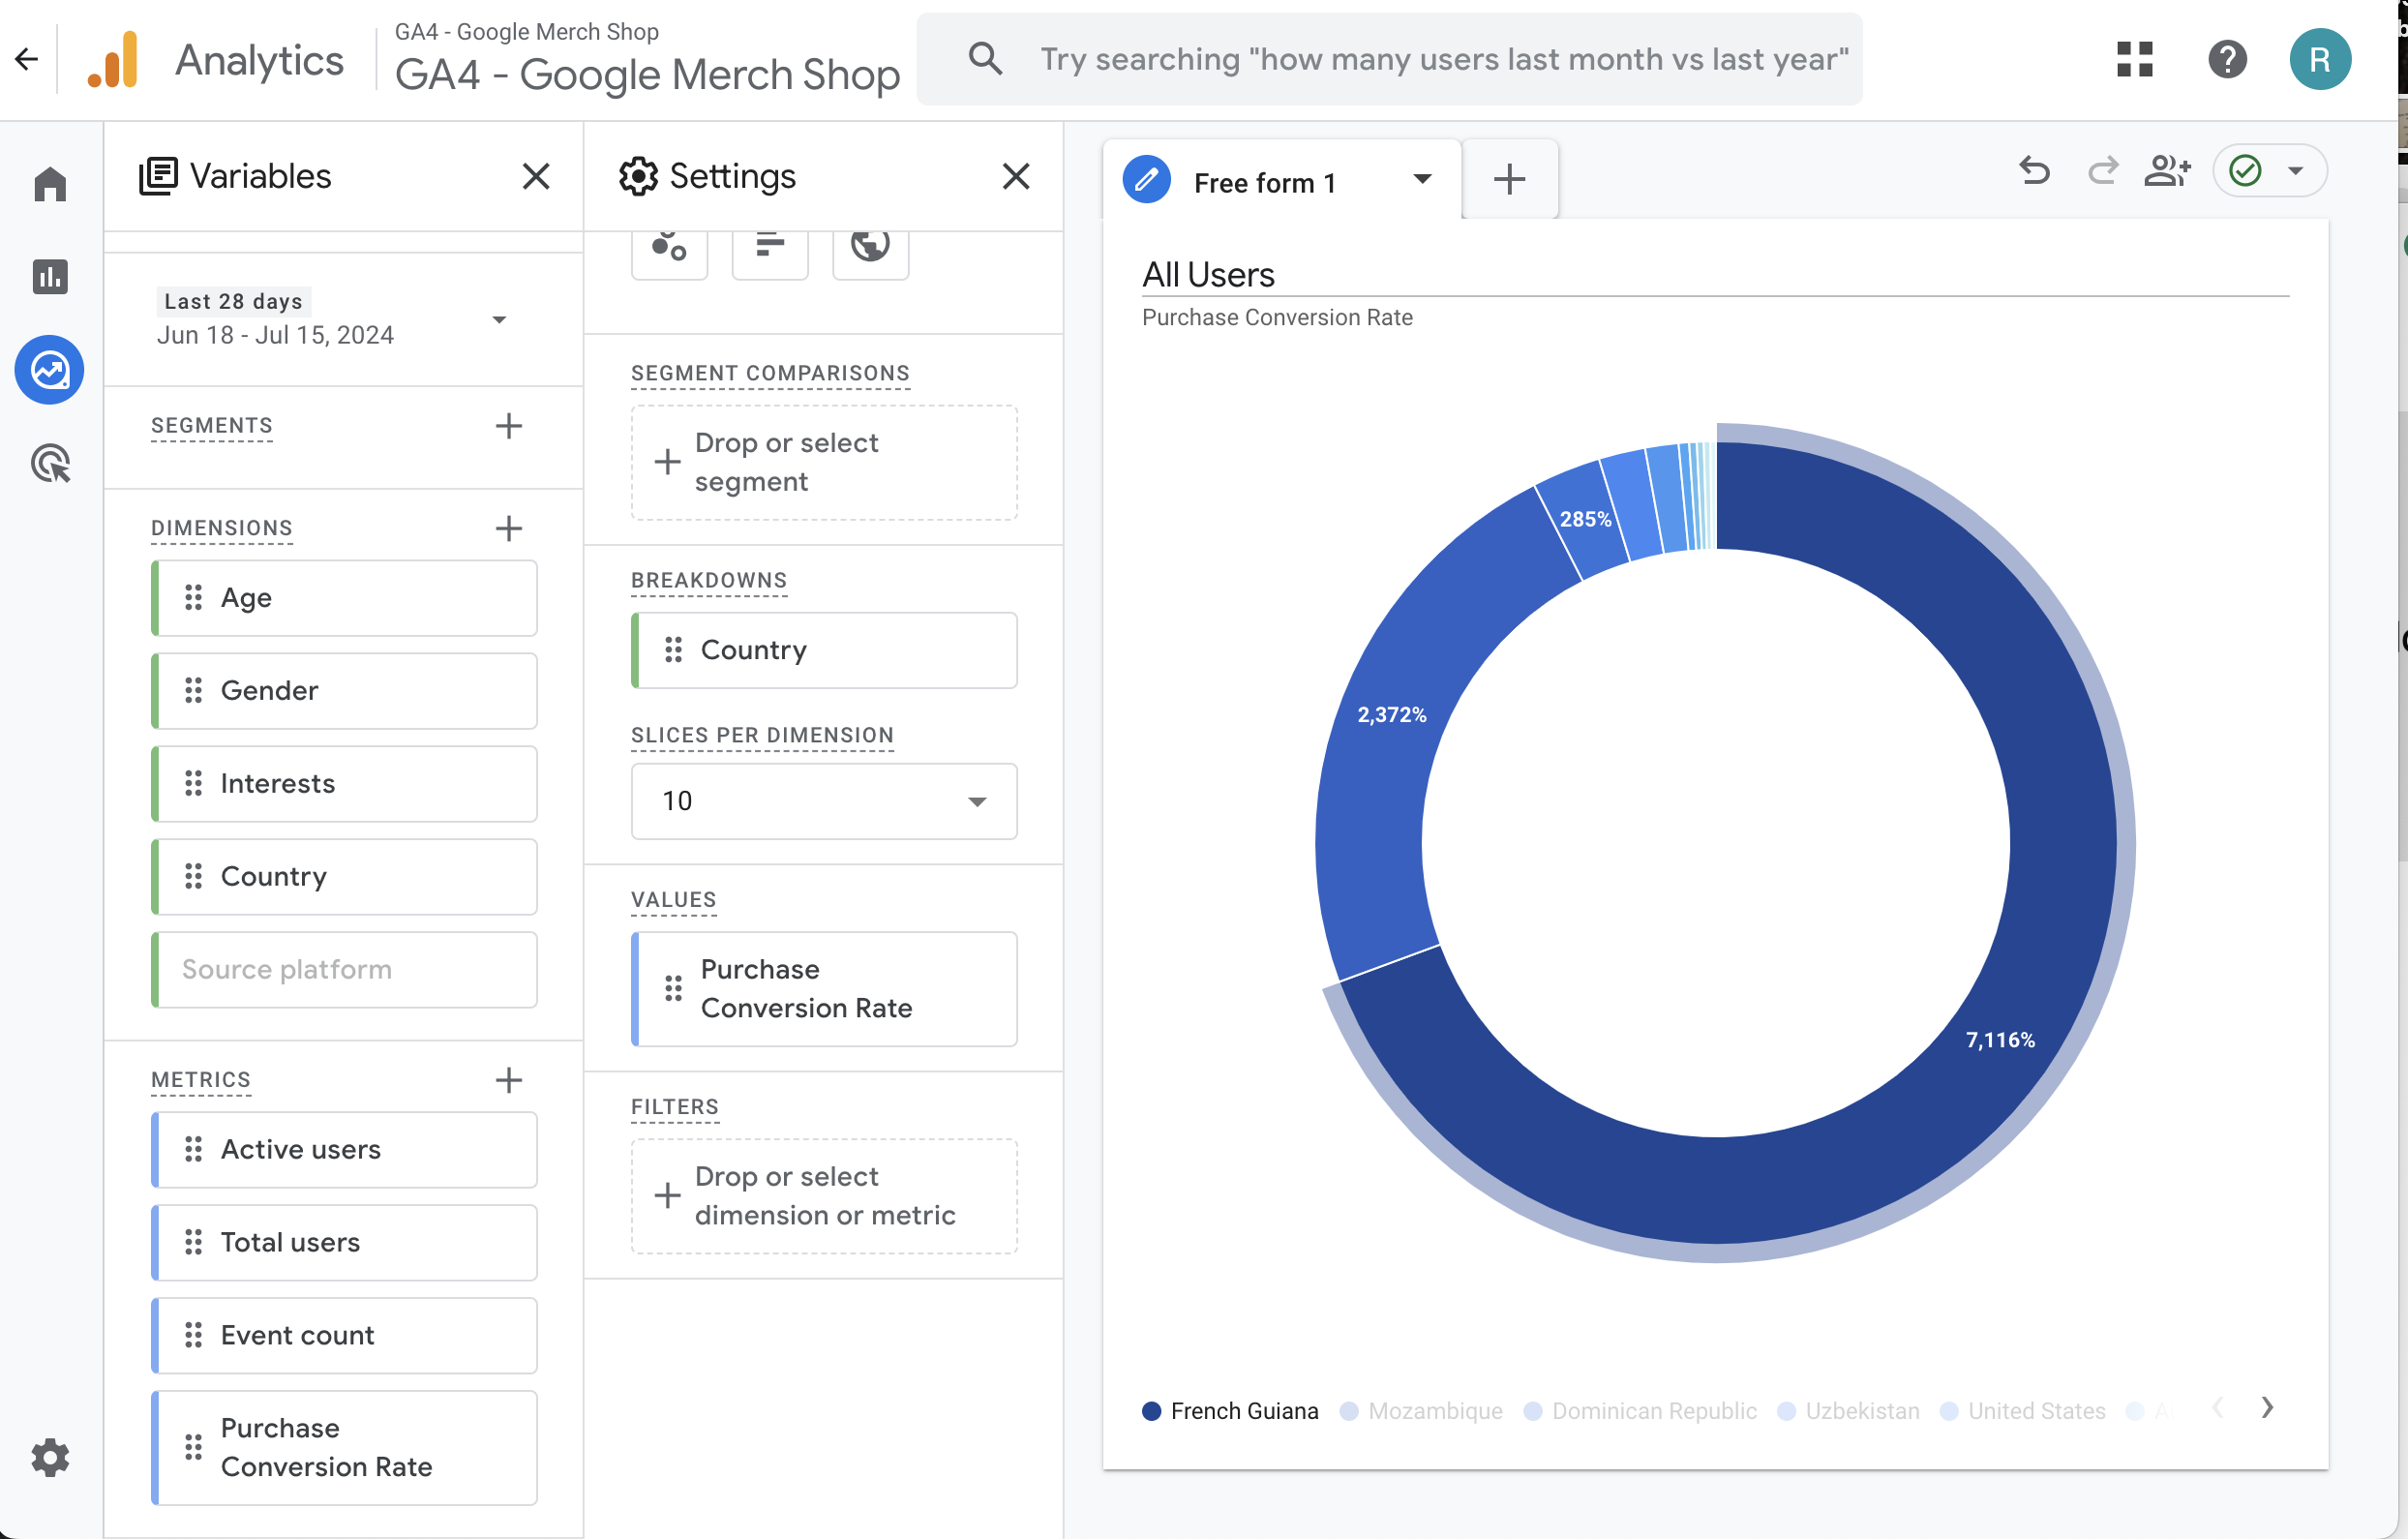 Analytics
GA4 - Google Merch Shop
GA4 - Google Merch Shop
Try searching "how many users last month vs last year"
R
Variables
Last 28 days
Jun 18 - Jul 15, 2024
SEGMENTS
DIMENSIONS
Age
Gender
Interests
Country
Source platform
METRICS
Active users
Total users
Event count
Purchase
Conversion Rate
Settings
SEGMENT COMPARISONS
Drop or select
segment
BREAKDOWNS
Country
SLICES PER DIMENSION
10
VALUES
Purchase
Conversion Rate
FILTERS
Drop or select
dimension or metric
Free form 1
All Users
Purchase Conversion Rate
285%
2,372%
7,116%
French Guiana
Mozambique
Dominican Republic
Uzbekistan
United States